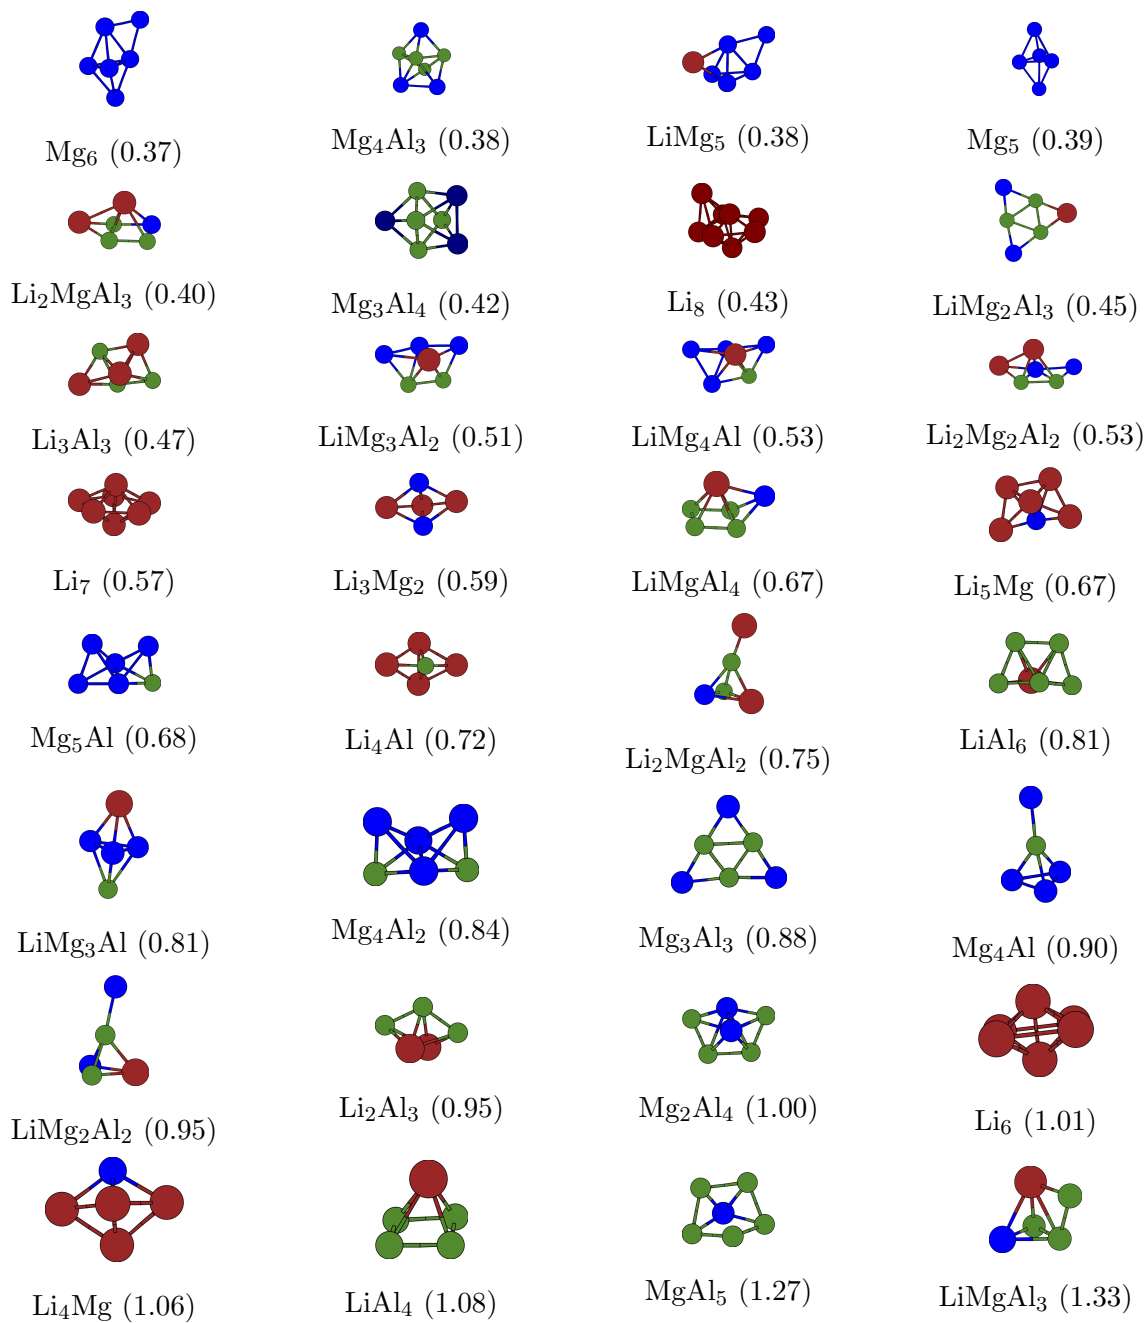 Mg₆ (0.37)
Mg₄Al₃ (0.38)
LiMg₅ (0.38)
Mg₅ (0.39)
Li₂MgAl₃ (0.40)
Mg₃Al₄ (0.42)
Li₈ (0.43)
LiMg₂Al₃ (0.45)
Li₃Al₃ (0.47)
LiMg₃Al₂ (0.51)
LiMg₄Al (0.53)
Li₂Mg₂Al₂ (0.53)
Li₇ (0.57)
Li₃Mg₂ (0.59)
LiMgAl₄ (0.67)
Li₅Mg (0.67)
Mg₅Al (0.68)
Li₄Al (0.72)
Li₂MgAl₂ (0.75)
LiAl₆ (0.81)
LiMg₃Al (0.81)
Mg₄Al₂ (0.84)
Mg₃Al₃ (0.88)
Mg₄Al (0.90)
LiMg₂Al₂ (0.95)
Li₂Al₃ (0.95)
Mg₂Al₄ (1.00)
Li₆ (1.01)
Li₄Mg (1.06)
LiAl₄ (1.08)
MgAl₅ (1.27)
LiMgAl₃ (1.33)